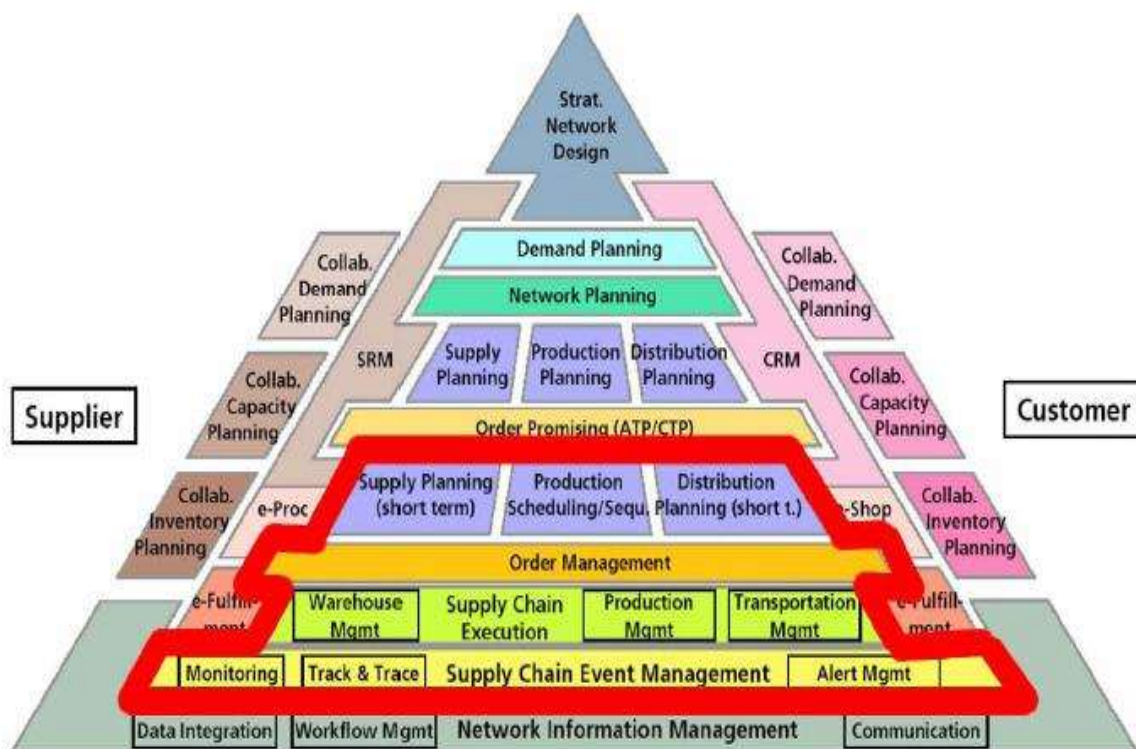 Strat.
Network
Design
Demand Planning
Network Planning
Collab.
Demand
Planning
Collab.
Demand
Planning
SRM
Supply
Planning
Production
Planning
Distribution
Planning
CRM
Collab.
Capacity
Planning
Collab.
Capacity
Planning
Supplier
Customer
Order Promising (ATP/CTP)
Collab.
Inventory
Planning
e-Proc
Supply Planning
(short term)
Production
Scheduling/Sequ.
Distribution
Planning (short t.)
e-Shop
Collab.
Inventory
Planning
Order Management
e-Fulfill-
ment
Warehouse
Mgmt
Supply Chain
Execution
Production
Mgmt
Transportation
Mgmt
e-Fulfill-
ment
Monitoring
Track & Trace
Supply Chain Event Management
Alert Mgmt
Data Integration
Workflow Mgmt
Network Information Management
Communication